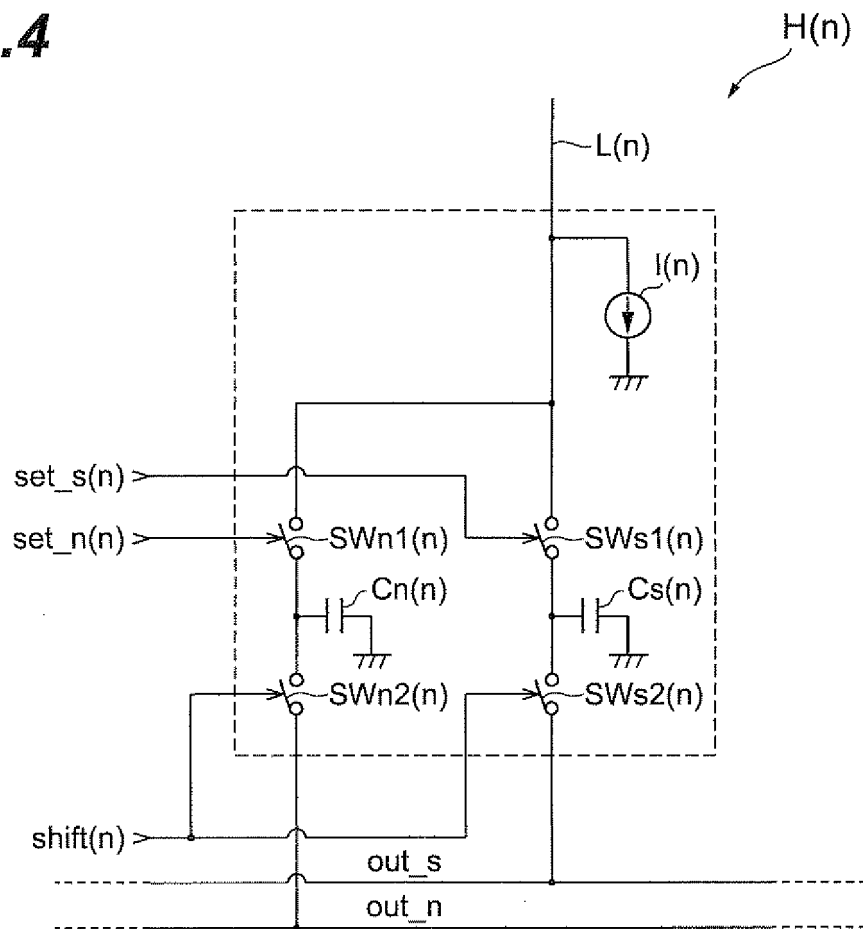 .4
H(n)
L(n)
I(n)
set_s(n)
set_n(n)
SWn1(n)
SWs1(n)
Cn(n)
Cs(n)
SWn2(n)
SWs2(n)
shift(n)
out_s
out_n